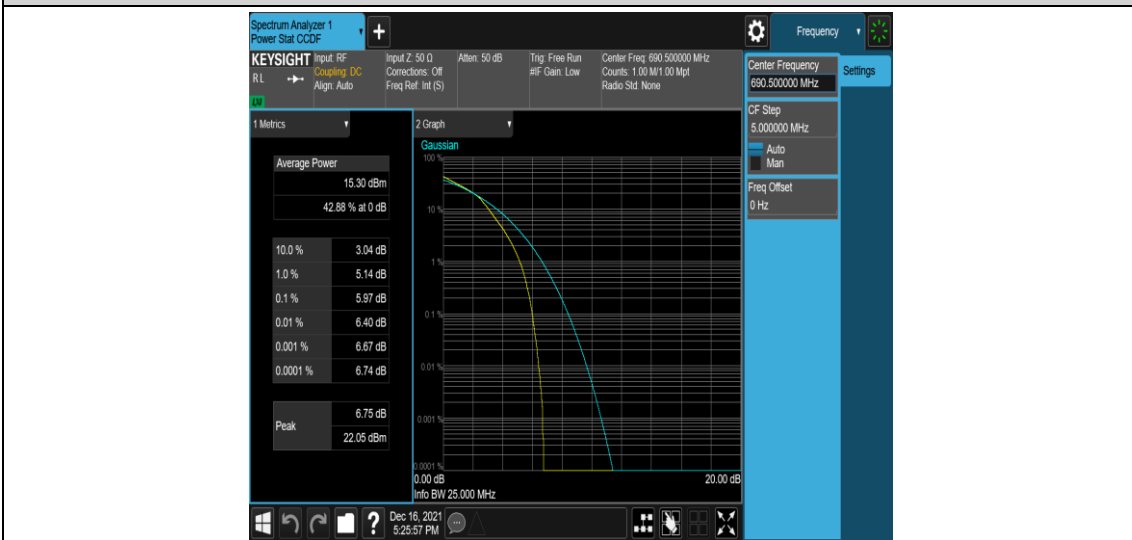 Spectrum Analyzer 1
Power Stat CCDF
+
Frequency
KEYSIGHT
RL
LXI
Input: RF
Coupling: DC
Align: Auto
Input Z: 50 Ω
Corrections: Off
Freq Ref: Int (S)
Atten: 50 dB
Trig: Free Run
#IF Gain: Low
Center Freq: 690.500000 MHz
Counts: 1.00 M/1.00 Mpt
Radio Std: None
Center Frequency
690.500000 MHz
Settings
CF Step
5.000000 MHz
Auto
Man
Freq Offset
0 Hz
1 Metrics
Average Power
15.30 dBm
42.88 % at 0 dB
10.0 % 3.04 dB
1.0 % 5.14 dB
0.1 % 5.97 dB
0.01 % 6.40 dB
0.001 % 6.67 dB
0.0001 % 6.74 dB
Peak
6.75 dB
22.05 dBm
2 Graph
Gaussian
100 %
10 %
1 %
0.1 %
0.01 %
0.001 %
0.0001 %
0.00 dB 20.00 dB
Info BW 25.000 MHz
?
Dec 16, 2021
5:25:57 PM